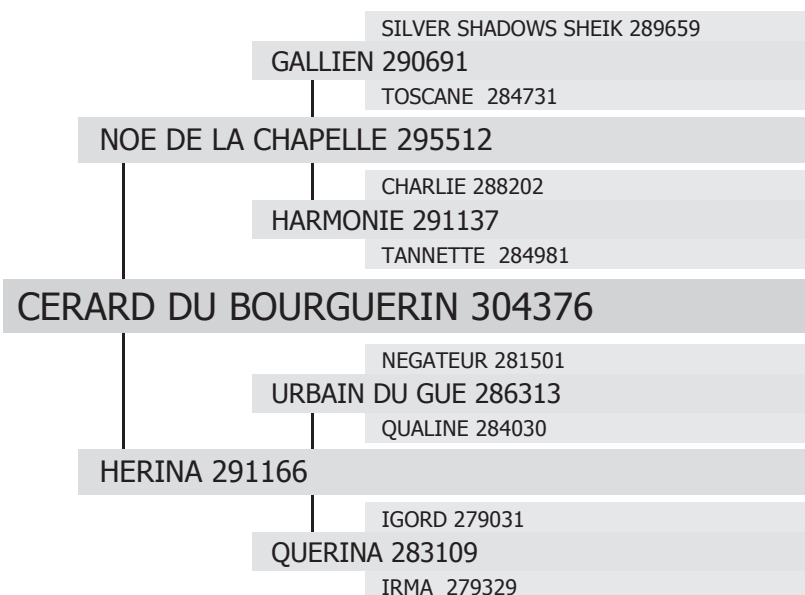 SILVER SHADOWS SHEIK 289659
GALLIEN 290691
TOSCANE 284731
NOE DE LA CHAPELLE 295512
CHARLIE 288202
HARMONIE 291137
TANNETTE 284981
CERARD DU BOURGUERIN 304376
NEGATEUR 281501
URBAIN DU GUE 286313
QUALINE 284030
HERINA 291166
IGORD 279031
QUERINA 283109
IRMA 279329